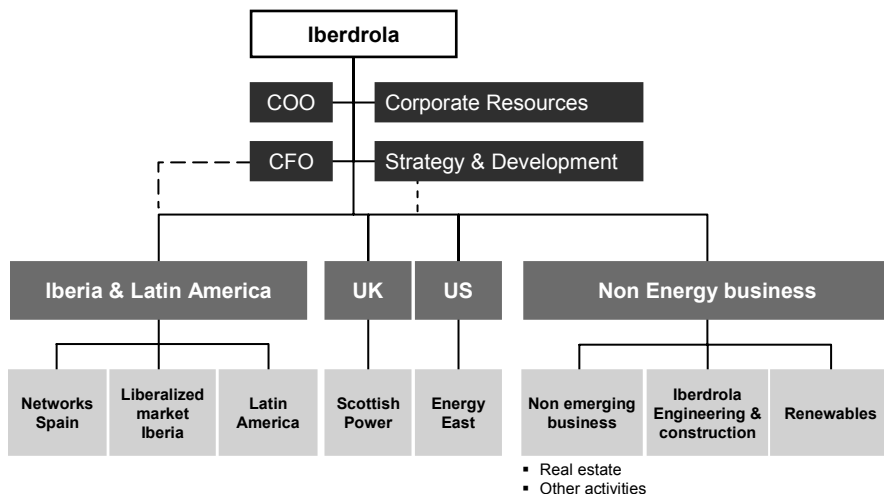 Iberdrola
COO
Corporate Resources
CFO
Strategy & Development
Iberia & Latin America
UK
US
Non Energy business
Networks
Spain
Liberalized
market
Iberia
Latin
America
Scottish
Power
Energy
East
Non emerging
business
Iberdrola
Engineering &
construction
Renewables
▪ Real estate
▪ Other activities